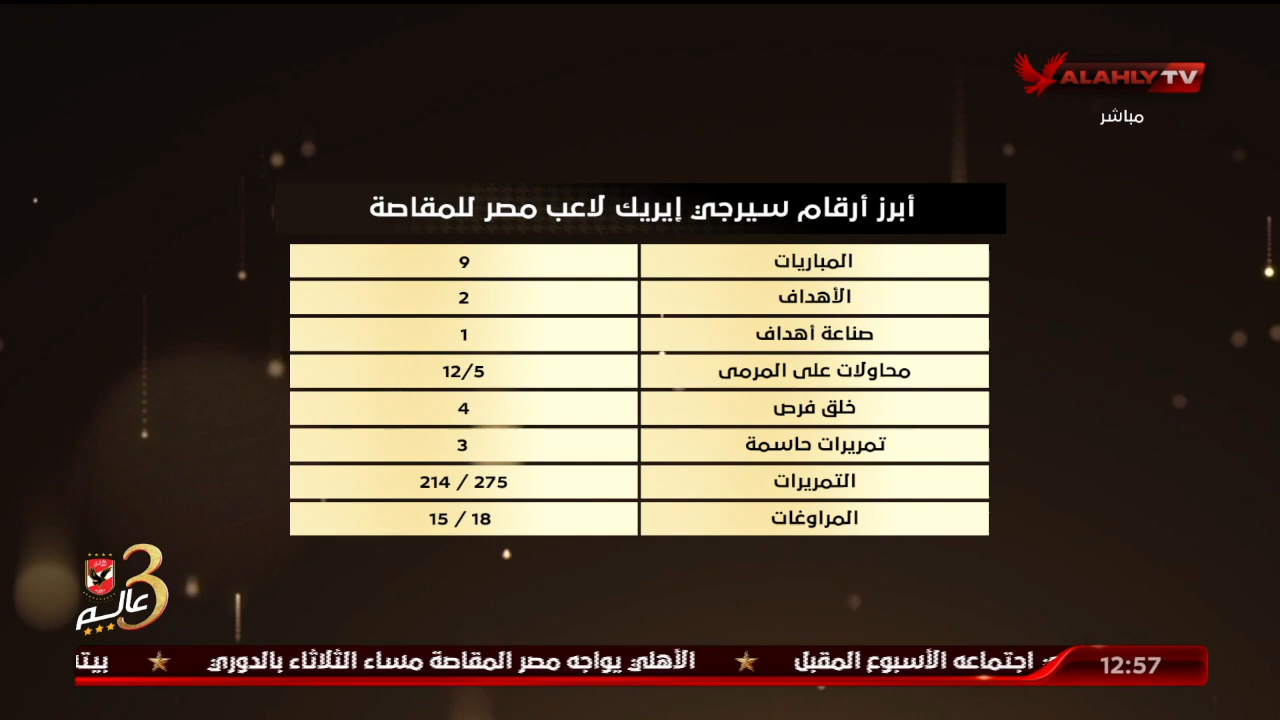 ALAHLY TV
مباشر
أبرز أرقام سيرجي إيريك لاعب مصر للمقاصة
المباريات 9
الأهداف 2
صناعة أهداف 1
محاولات على المرمى 12/5
خلق فرص 4
تمريرات حاسمة 3
التمريرات 214 / 275
المراوغات 15 / 18
3 عالم
12:57 اجتماعه الأسبوع المقبل الأهلي يواجه مصر المقاصة مساء الثلاثاء بالدوري